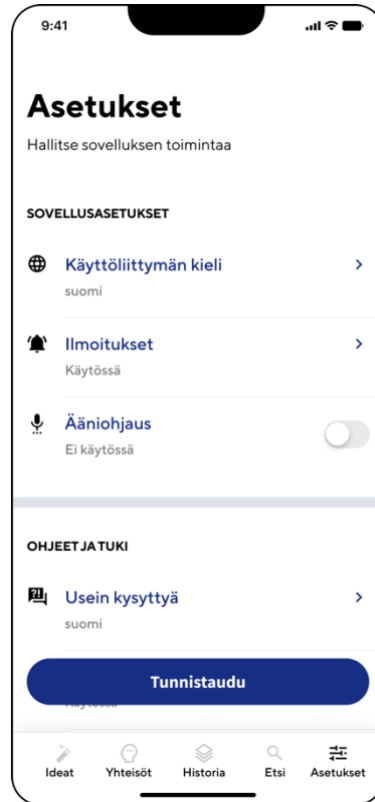 9:41
Asetukset
Hallitse sovelluksen toimintaa
SOVELLUSASETUKSET
Käyttöliittymän kieli
suomi
Ilmoitukset
Käytössä
Ääniohjaus
Ei käytössä
OHJEET JA TUKI
Usein kysyttyä
suomi
Tunnistaudu
Ideat Yhteisöt Historia Etsi Asetukset